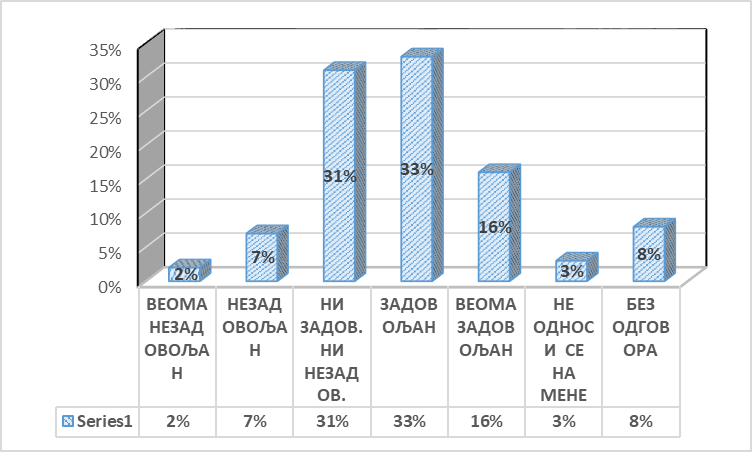 35%
30%
25%
20%
15%
10%
5%
0%
2%
7%
31%
33%
16%
3%
8%
ВЕОМА
НЕЗАД
ОВОЉА
Н
НЕЗАД
ОВОЉА
Н
НИ
ЗАДОВ.
НИ
НЕЗАД
ОВ.
ЗАДОВ
ОЉАН
ВЕОМА
ЗАДОВ
ОЉАН
НЕ
ОДНОС
И СЕ
НА
МЕНЕ
БЕЗ
ОДГОВ
ОРА
Series1 2% 7% 31% 33% 16% 3% 8%